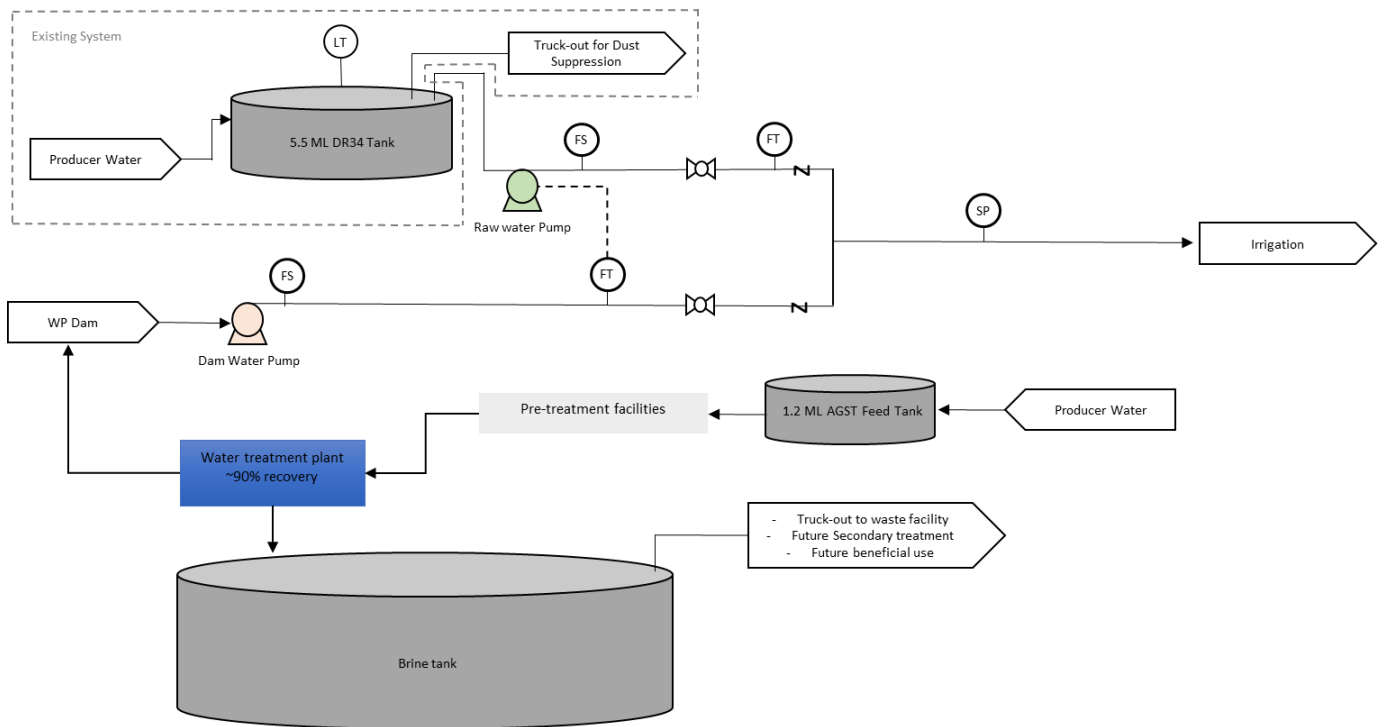 Existing System
LT
Truck-out for Dust
Suppression
5.5 ML DR34 Tank
Producer Water
FS
FT
Raw water Pump
SP
Irrigation
FS
FT
WP Dam
Dam Water Pump
1.2 ML AGST Feed Tank
Producer Water
Pre-treatment facilities
Water treatment plant
~90% recovery
- Truck-out to waste facility
- Future Secondary treatment
- Future beneficial use
Brine tank